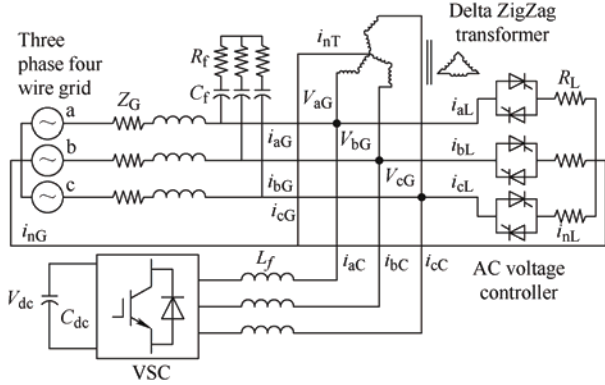 Three
phase four
wire grid
Delta ZigZag
transformer
i_nT
R_f
C_f
V_aG
a
Z_G
i_aG
V_bG
i_aL
R_L
b
i_bG
V_cG
i_bL
c
i_cG
i_cL
i_nG
i_nL
L_f
i_aC
i_bC
i_cC
AC voltage
controller
V_dc
C_dc
VSC